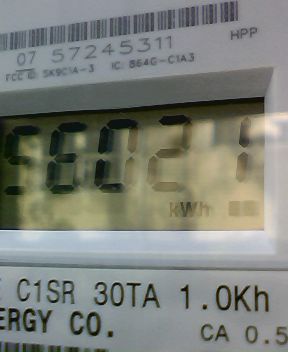 07 57245311 HPP
FCC ID: SK9C1A-3 IC: 864G-C1A3
56021
kWh
C1SR 30TA 1.0Kh
ERGY CO. CA 0.5